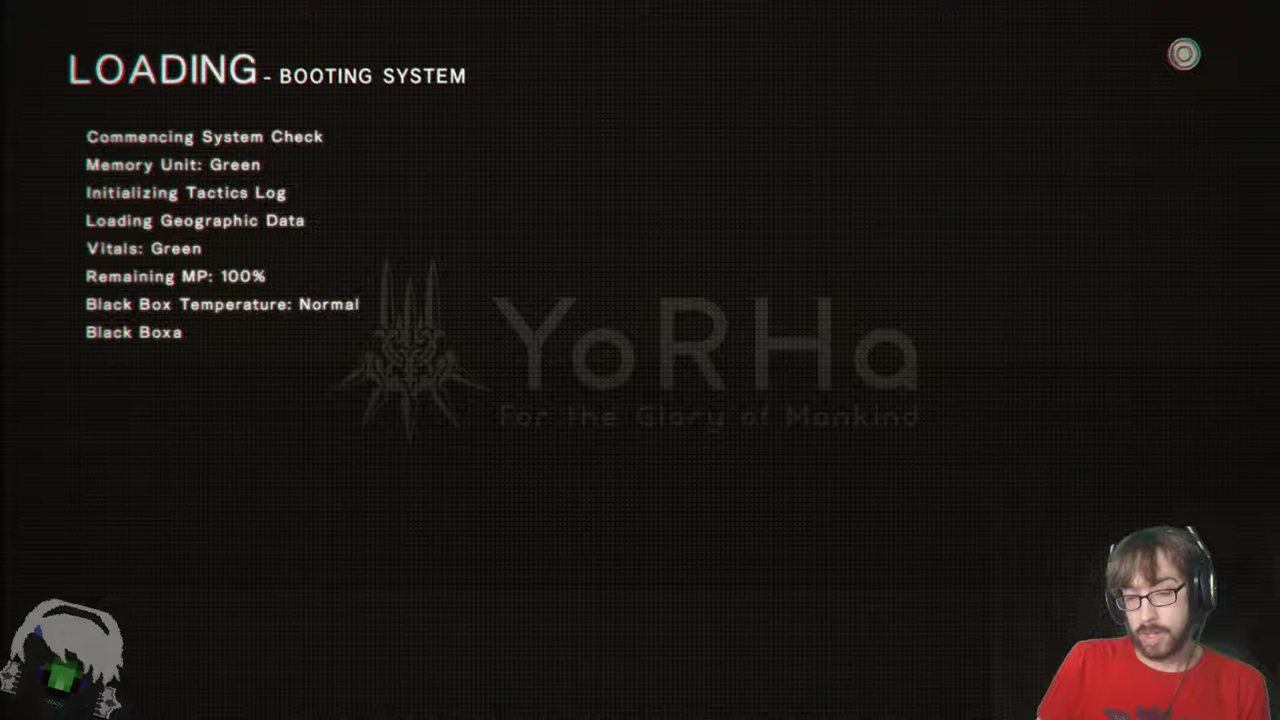 LOADING - BOOTING SYSTEM
Commencing System Check
Memory Unit: Green
Initializing Tactics Log
Loading Geographic Data
Vitals: Green
Remaining MP: 100%
Black Box Temperature: Normal
Black Boxa
YoRHa
For the Glory of Mankind